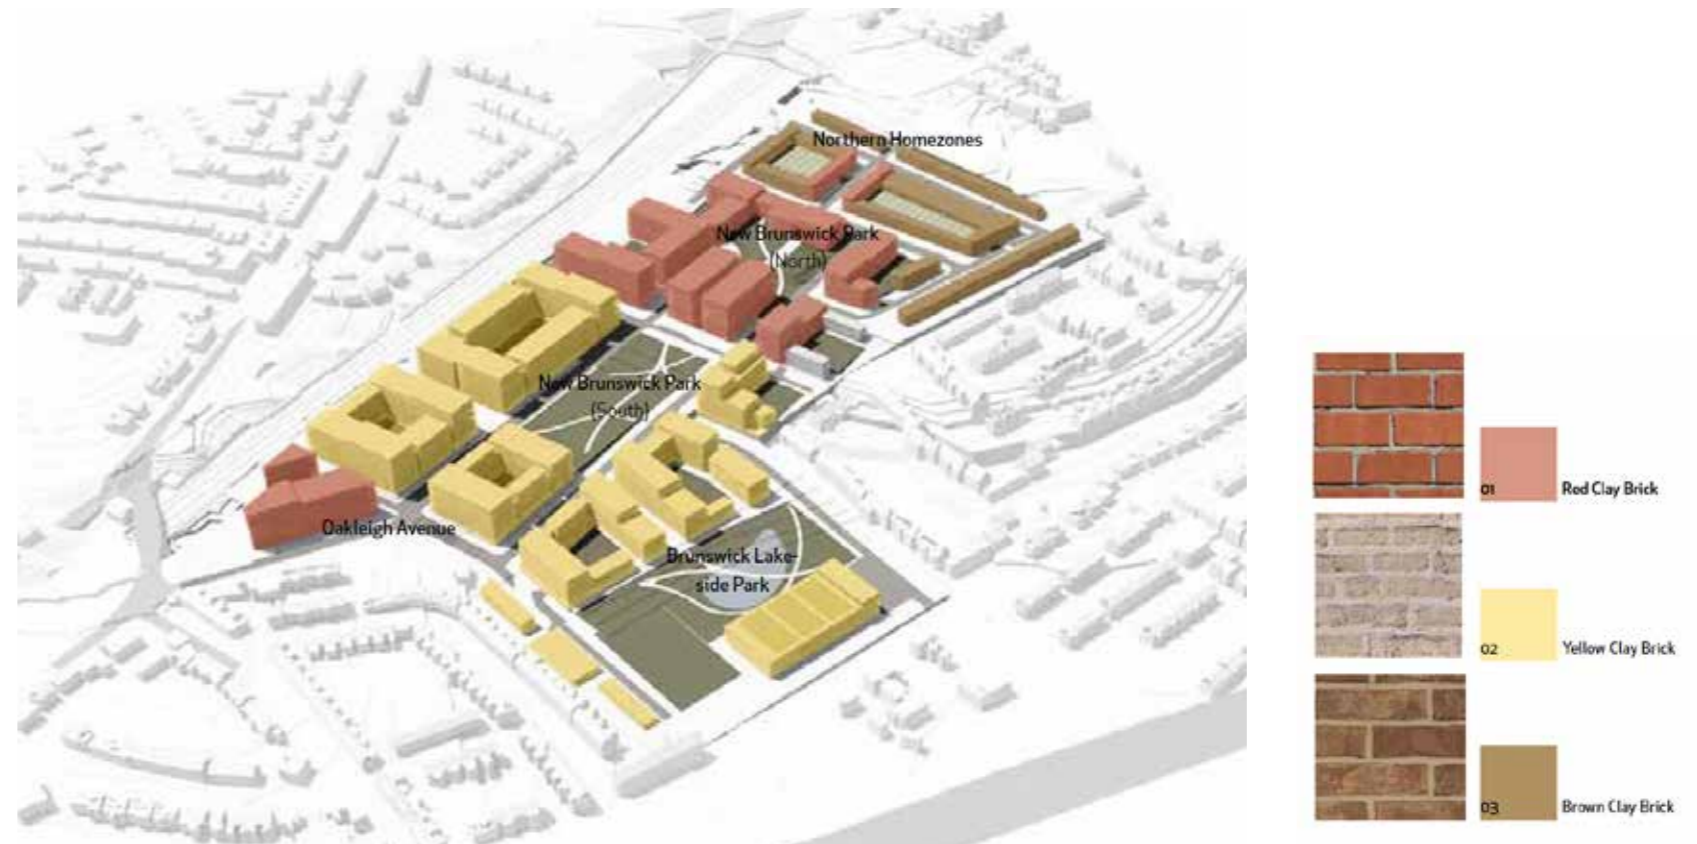 Northern Homezones
New Brunswick Park
(North)
New Brunswick Park
(South)
Oakleigh Avenue
Brunswick Lake-
side Park
01 Red Clay Brick
02 Yellow Clay Brick
03 Brown Clay Brick